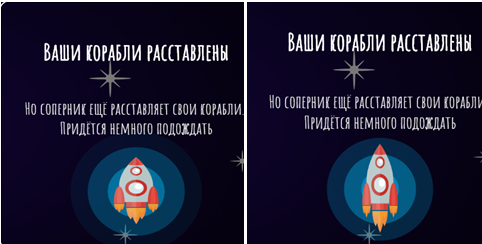 Ваши корабли расставлены
Но соперник ещё расставляет свои корабли.
Придётся немного подождать
Ваши корабли расставлены
Но соперник ещё расставляет свои корабли
Придётся немного подождать